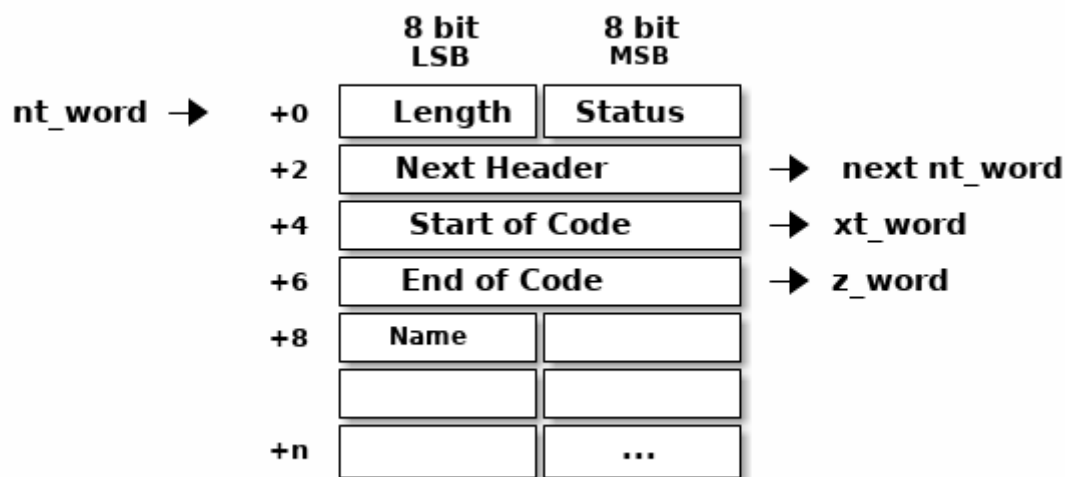 8 bit 8 bit
LSB MSB
nt_word +0 Length Status
+2 Next Header next nt_word
+4 Start of Code xt_word
+6 End of Code z_word
+8 Name
+n ...